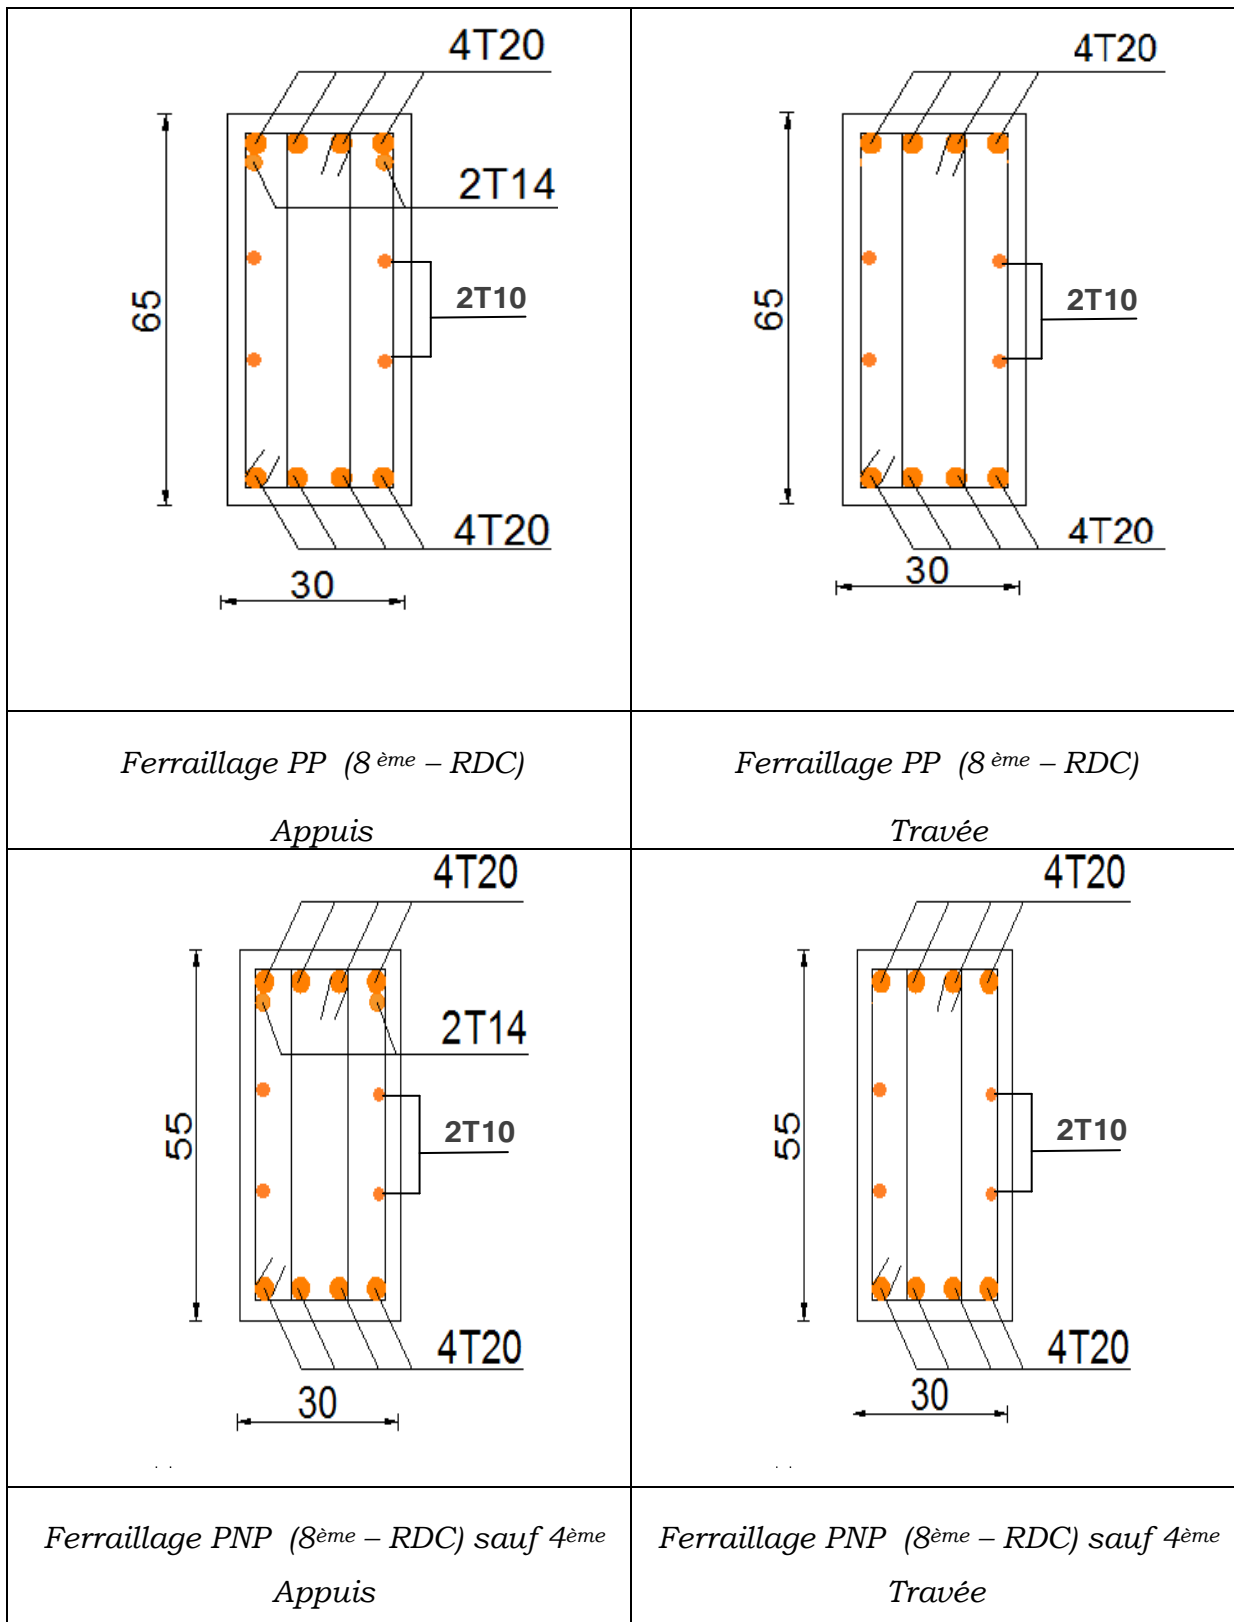 4T20
2T14
65
2T10
4T20
30
4T20
65
2T10
4T20
30
Ferraillage PP (8 ème – RDC)
Appuis
Ferraillage PP (8 ème – RDC)
Travée
4T20
2T14
55
2T10
4T20
30
4T20
55
2T10
4T20
30
Ferraillage PNP (8ème – RDC) sauf 4ème
Appuis
Ferraillage PNP (8ème – RDC) sauf 4ème
Travée